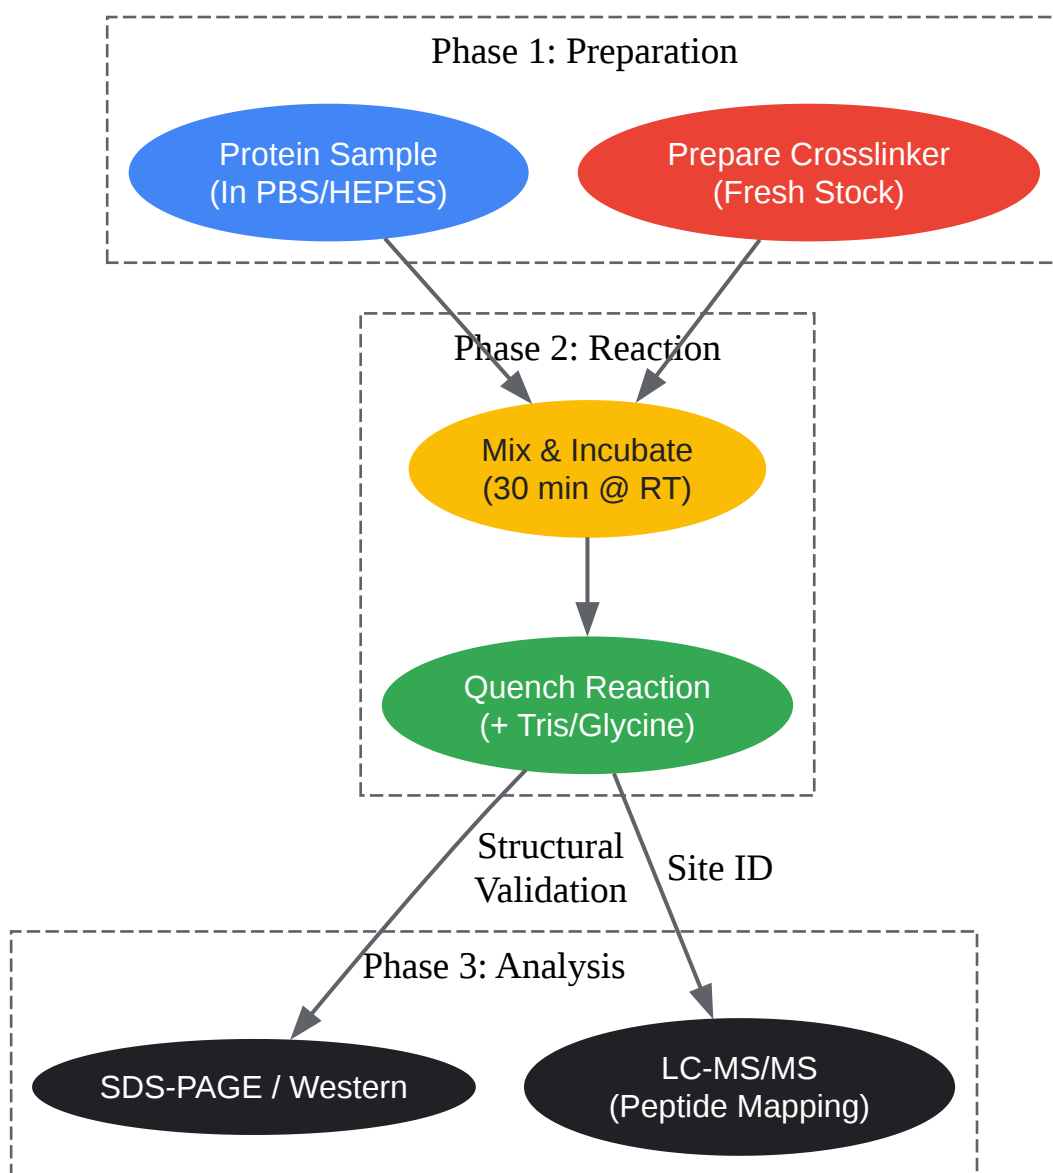 Phase 1: Preparation
Protein Sample
(In PBS/HEPES)
Prepare Crosslinker
(Fresh Stock)
Phase 2: Reaction
Mix & Incubate
(30 min @ RT)
Quench Reaction
(+ Tris/Glycine)
Structural
Validation
Site ID
Phase 3: Analysis
SDS-PAGE / Western
LC-MS/MS
(Peptide Mapping)